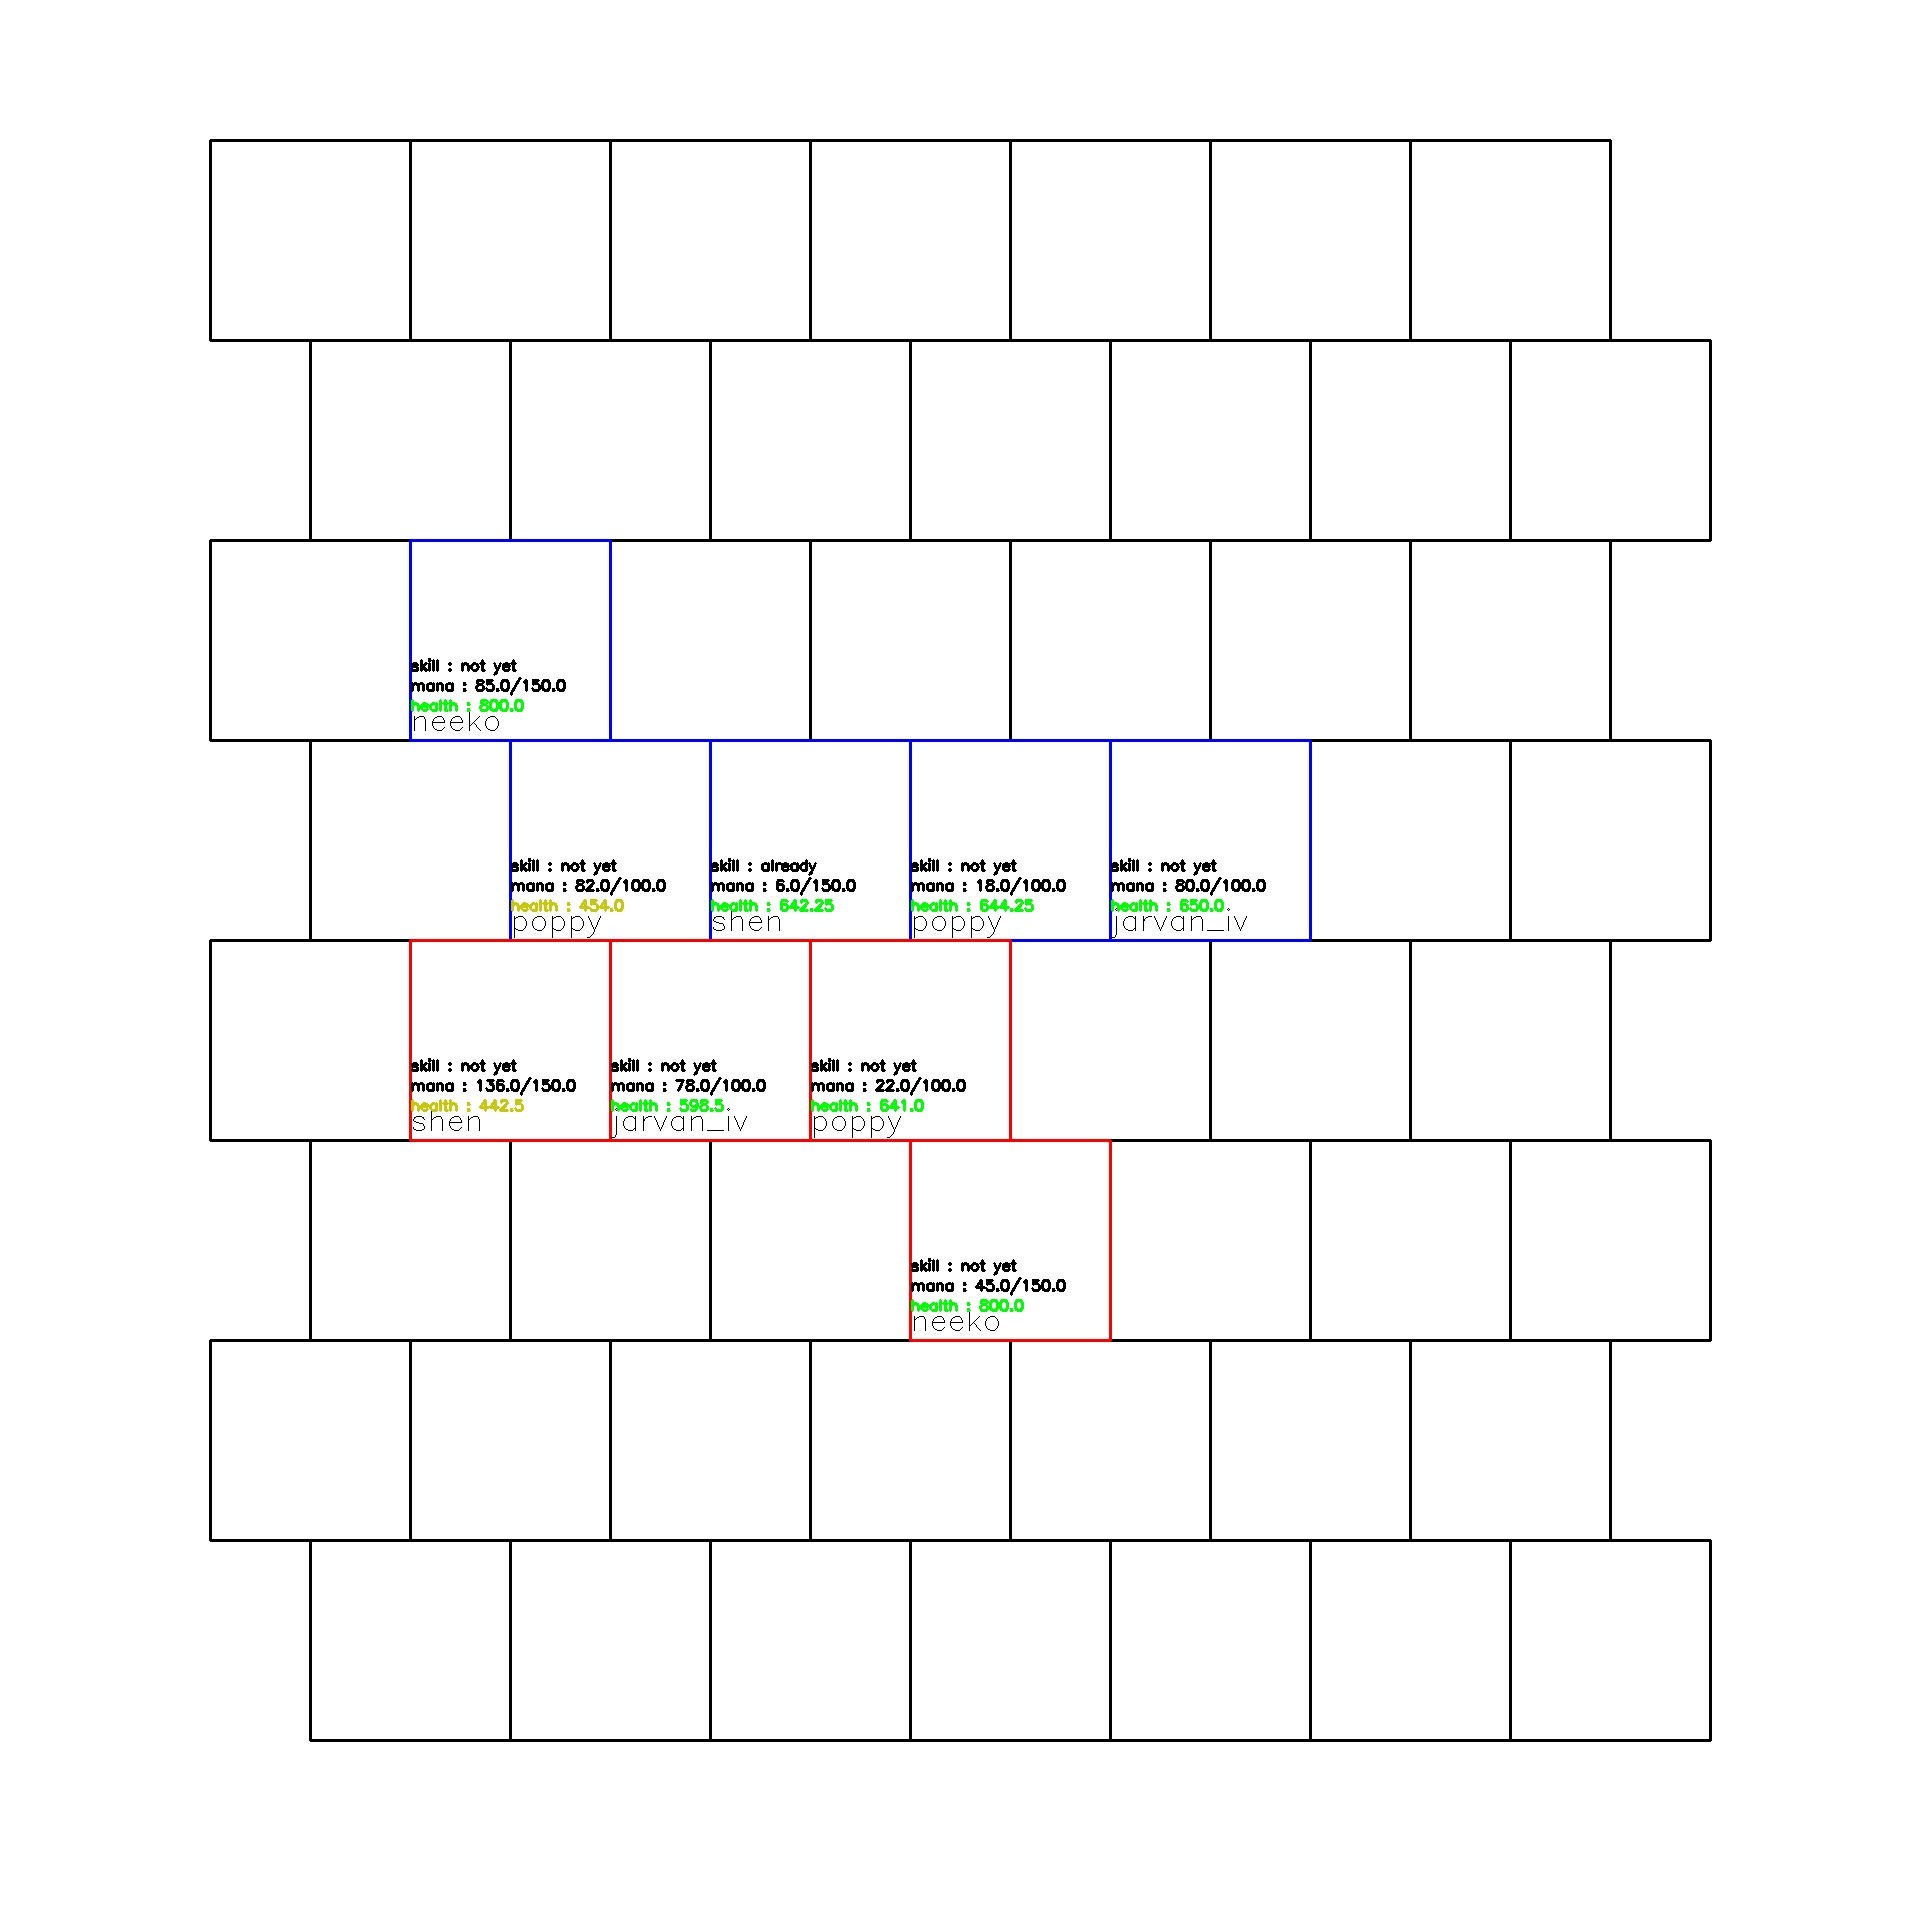 skill : not yet
mana : 85.0/150.0
health : 800.0
neeko
skill : not yet
mana : 82.0/100.0
health : 454.0
poppy
skill : already
mana : 6.0/150.0
health : 642.25
shen
skill : not yet
mana : 18.0/100.0
health : 644.25
poppy
skill : not yet
mana : 80.0/100.0
health : 650.0
jarvan_iv
skill : not yet
mana : 136.0/150.0
health : 442.5
shen
skill : not yet
mana : 78.0/100.0
health : 598.5
jarvan_iv
skill : not yet
mana : 22.0/100.0
health : 641.0
poppy
skill : not yet
mana : 45.0/150.0
health : 800.0
neeko